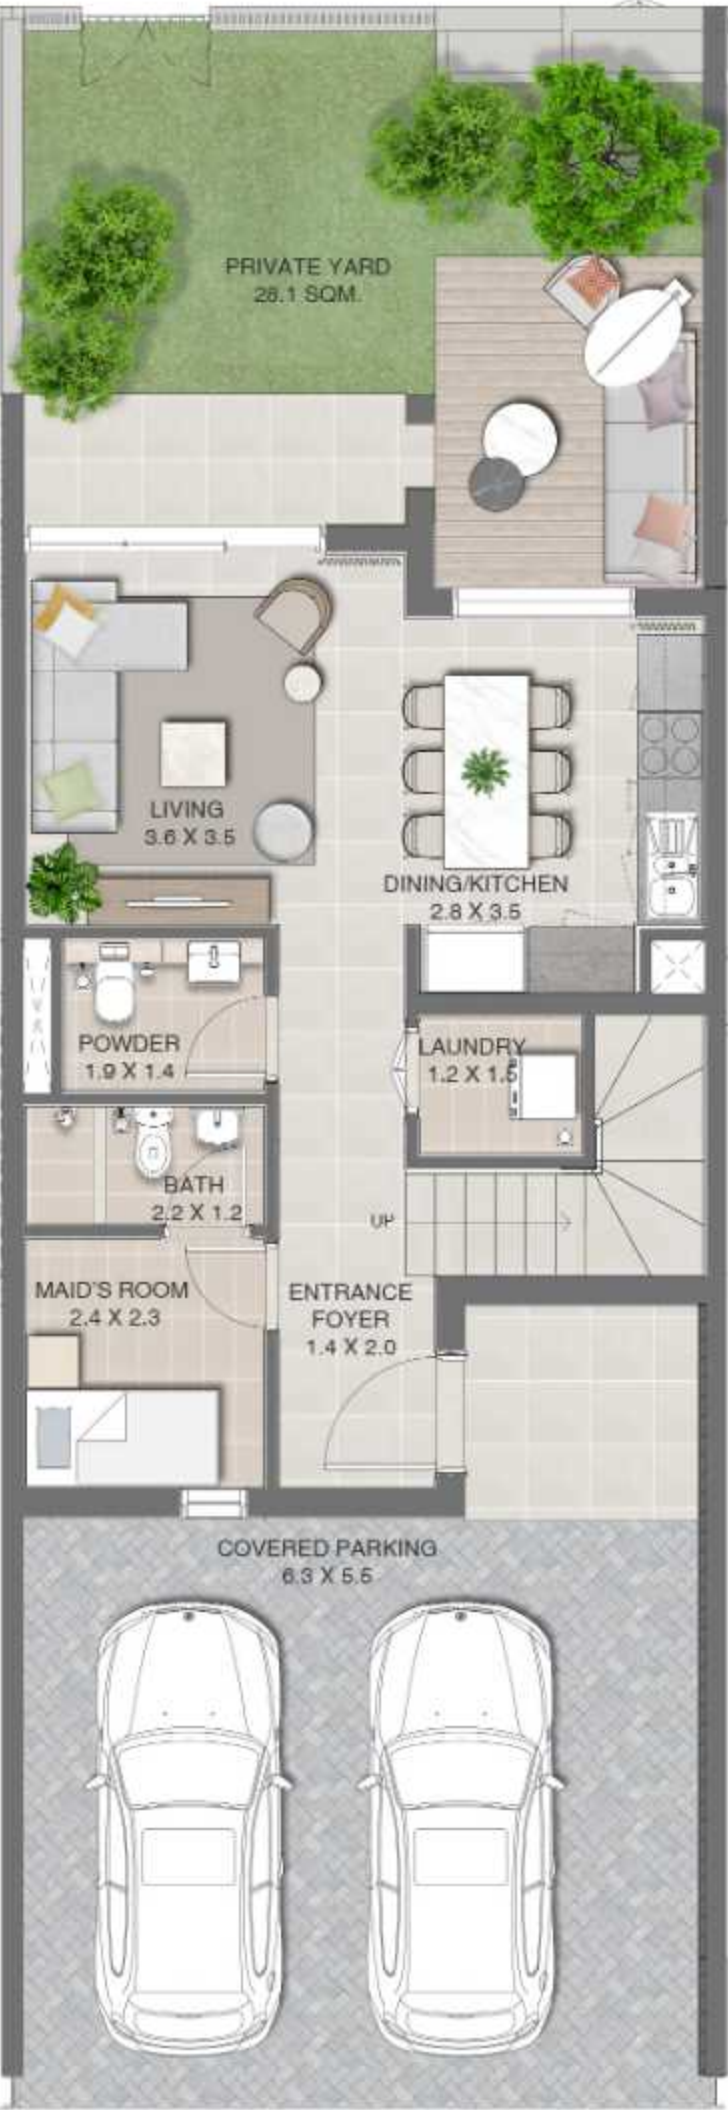 PRIVATE YARD
28.1 SQM.
LIVING
3.6 X 3.5
DINING/KITCHEN
2.8 X 3.5
POWDER
1.9 X 1.4
LAUNDRY
1.2 X 1.5
BATH
2.2 X 1.2
UP
MAID'S ROOM
2.4 X 2.3
ENTRANCE
FOYER
1.4 X 2.0
COVERED PARKING
6.3 X 5.5